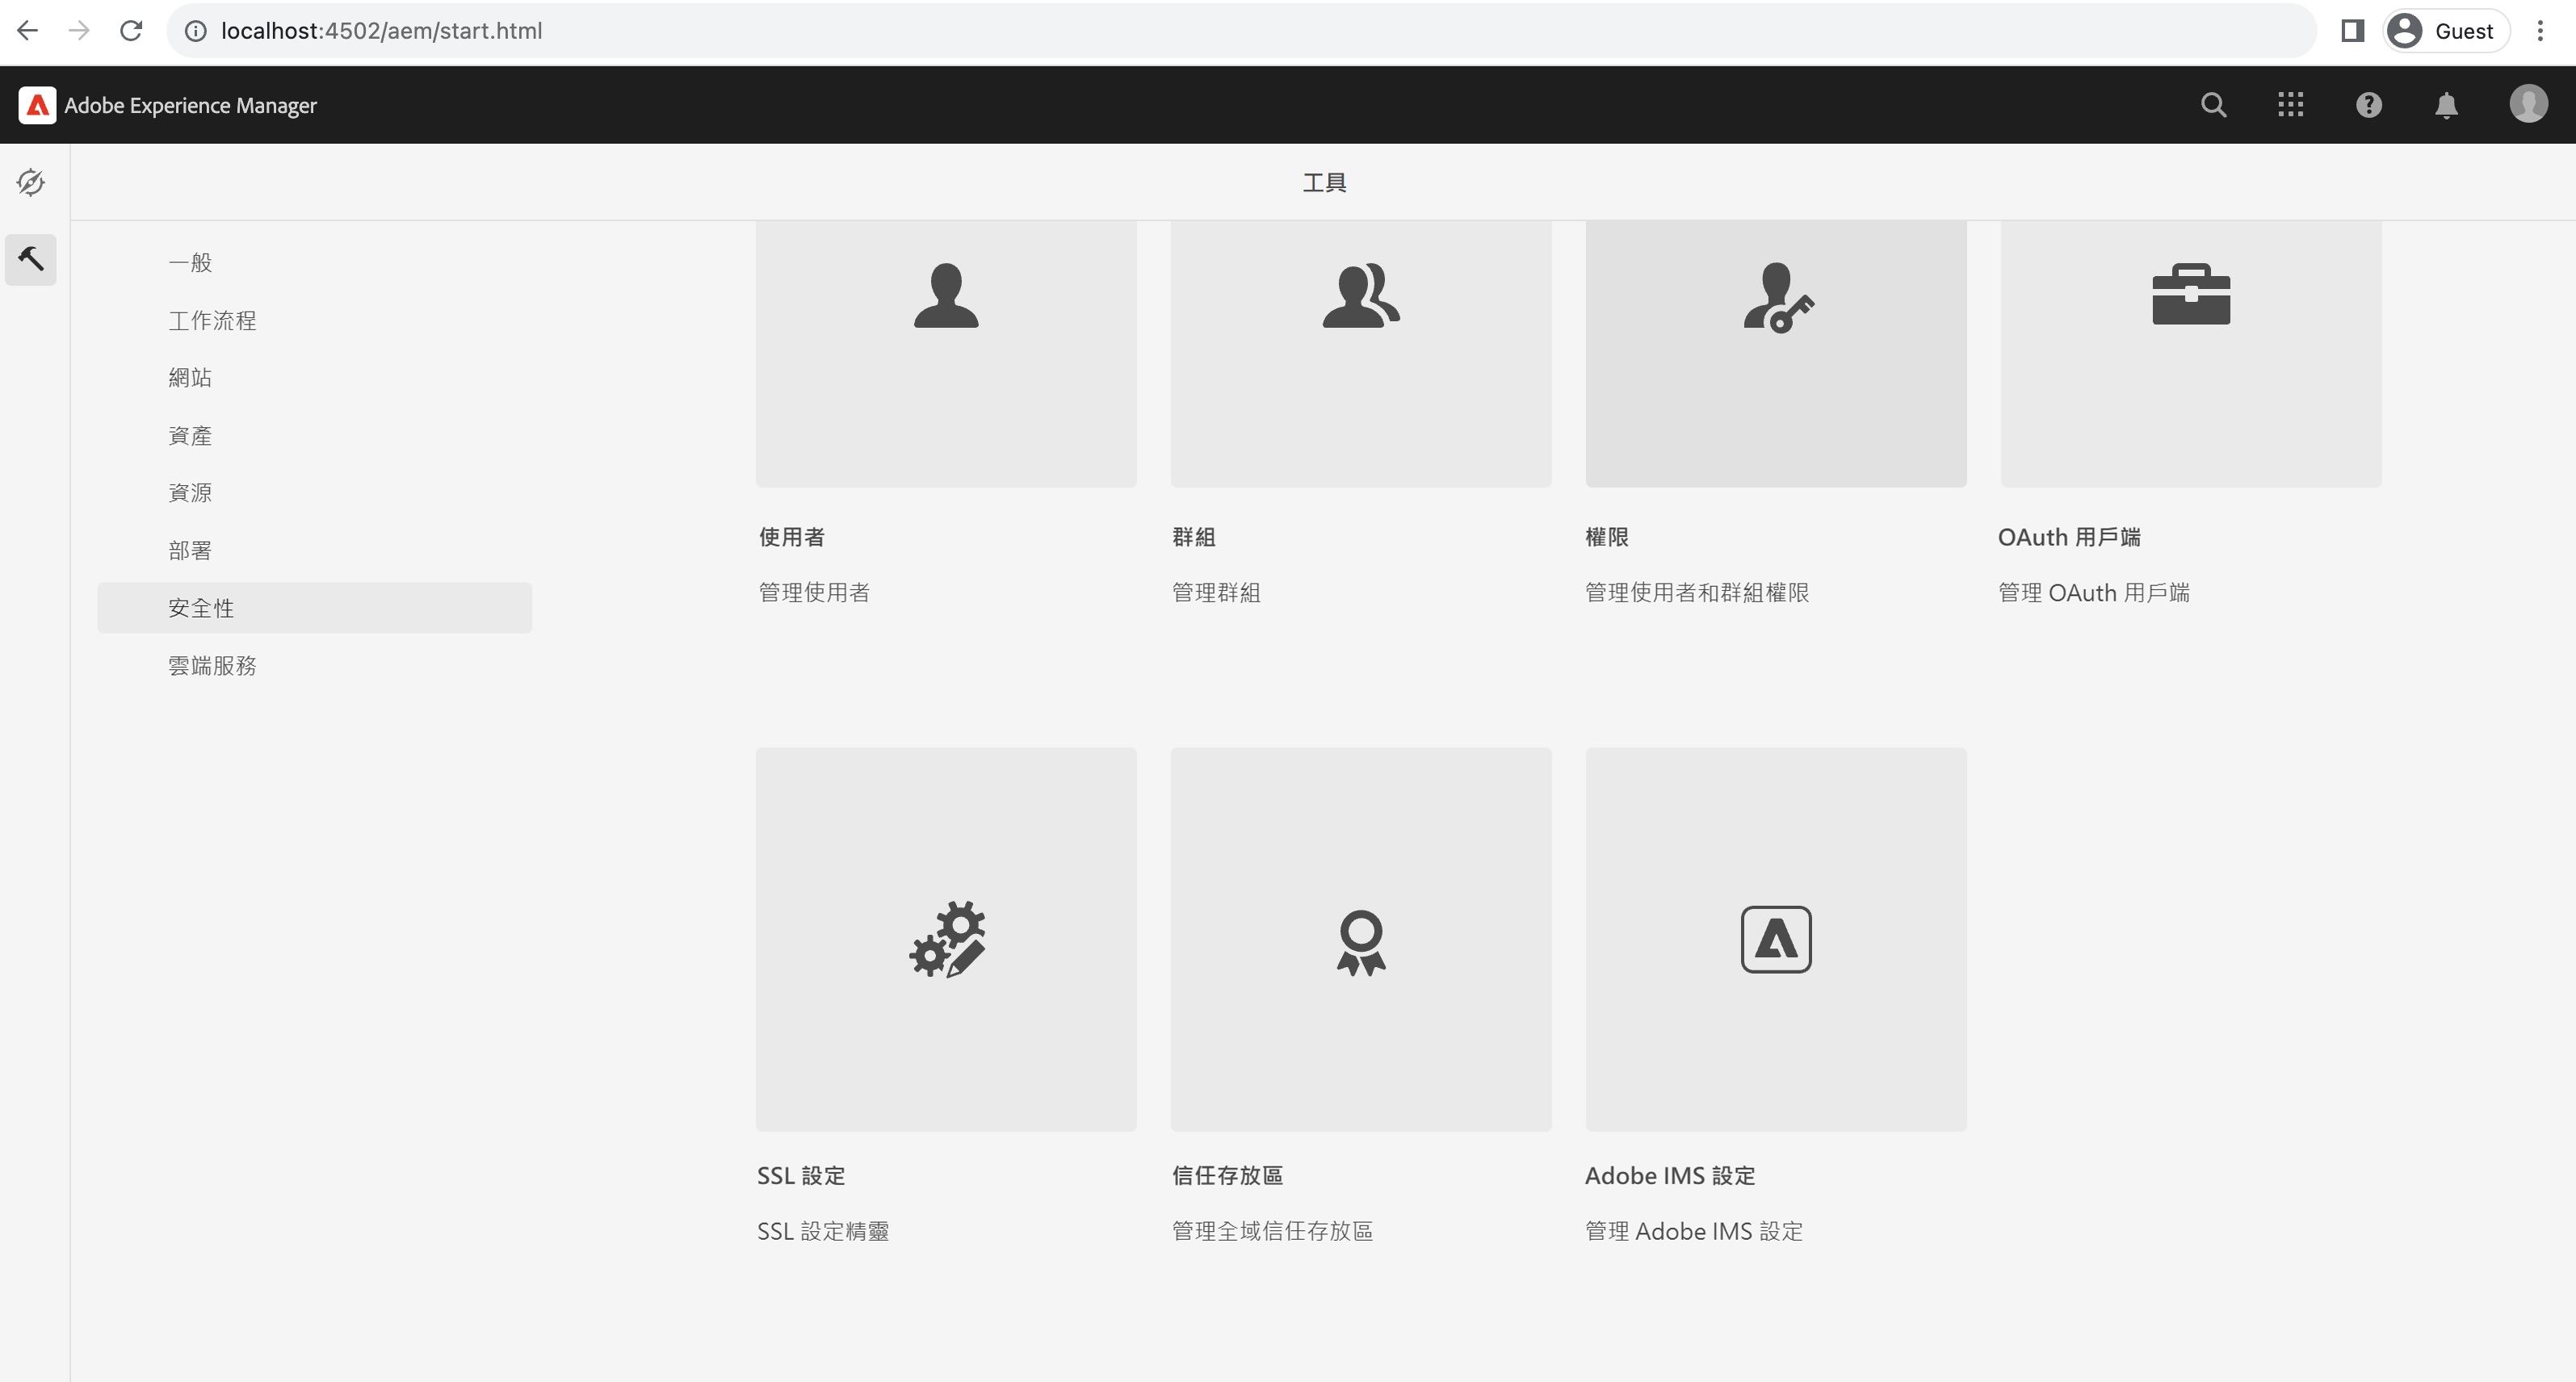 localhost:4502/aem/start.html
Guest
Adobe Experience Manager
工具
一般
工作流程
網站
資產
資源
部署
安全性
雲端服務
使用者
管理使用者
群組
管理群組
權限
管理使用者和群組權限
OAuth 用戶端
管理 OAuth 用戶端
SSL 設定
SSL 設定精靈
信任存放區
管理全域信任存放區
Adobe IMS 設定
管理 Adobe IMS 設定